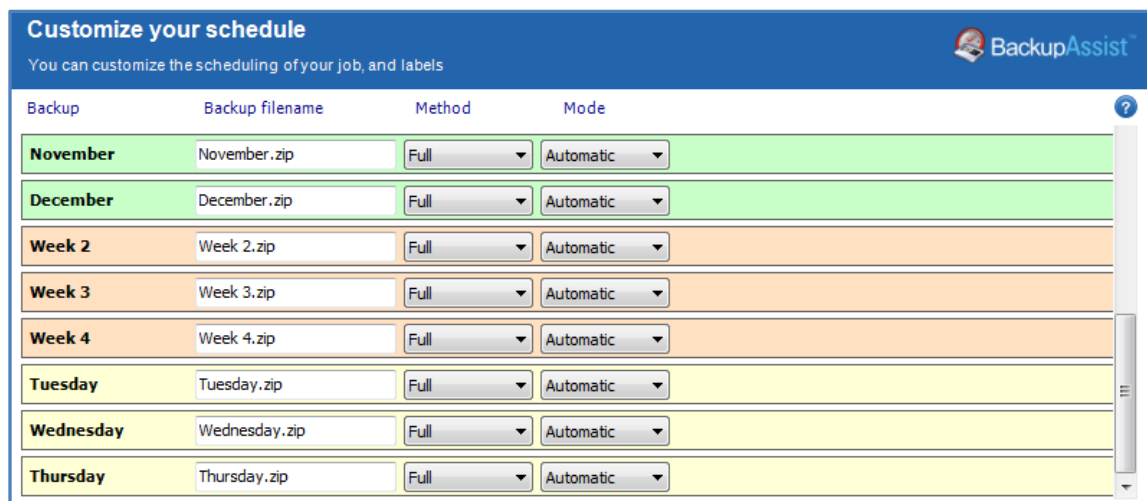 Customize your schedule
You can customize the scheduling of your job, and labels
BackupAssist™
Backup Backup filename Method Mode
?
November November.zip Full Automatic
December December.zip Full Automatic
Week 2 Week 2.zip Full Automatic
Week 3 Week 3.zip Full Automatic
Week 4 Week 4.zip Full Automatic
Tuesday Tuesday.zip Full Automatic
Wednesday Wednesday.zip Full Automatic
Thursday Thursday.zip Full Automatic